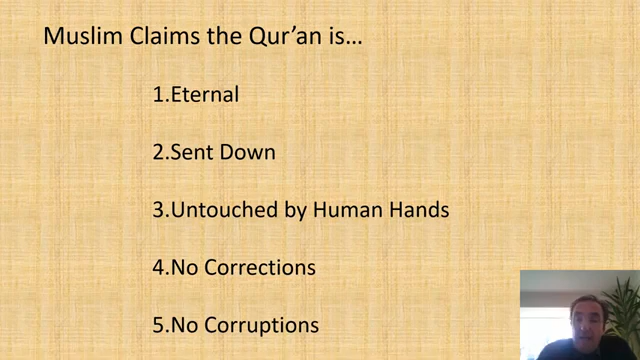 Muslim Claims the Qur’an is…
1.Eternal
2.Sent Down
3.Untouched by Human Hands
4.No Corrections
5.No Corruptions